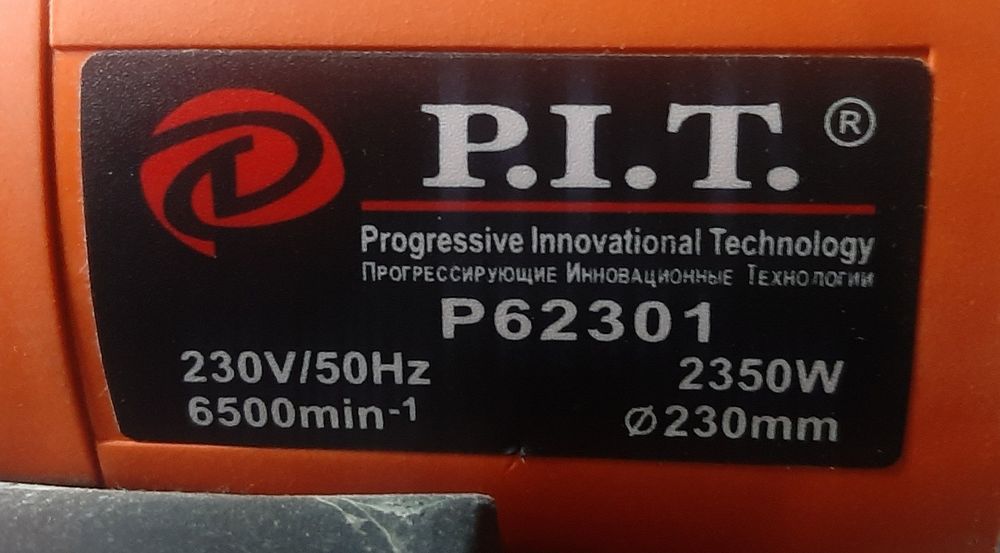 P.I.T.®
Progressive Innovational Technology
Прогрессирующие Инновационные Технологии
P62301
230V/50Hz 2350W
6500min⁻¹ ⌀230mm